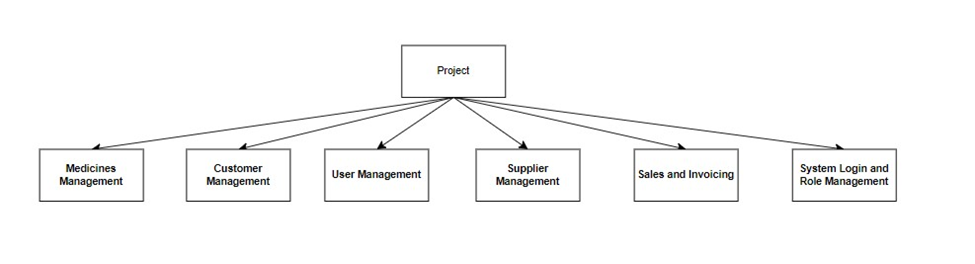 Project
Medicines
Management
Customer
Management
User Management
Supplier
Management
Sales and Invoicing
System Login and
Role Management